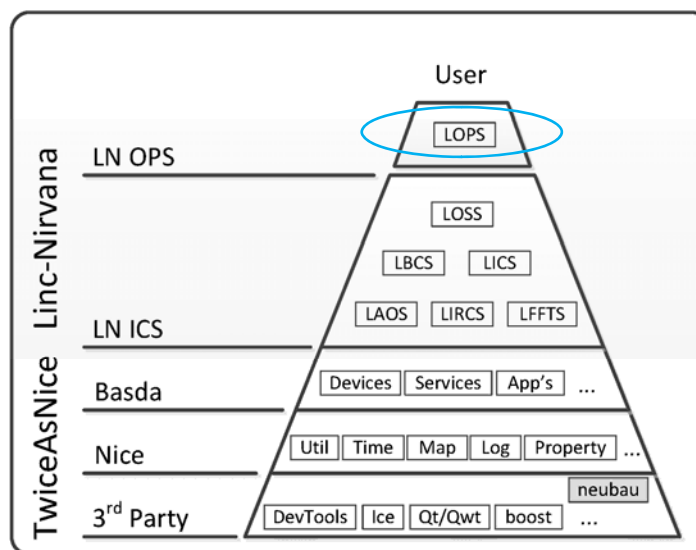 User
LOPS
LN OPS
LOSS
LBCS LICS
LAOS LIRCS LFFTS
LN ICS
Linc-Nirvana
Devices Services App's ...
Basda
Util Time Map Log Property ...
Nice
neubau
DevTools Ice Qt/Qwt boost ...
3rd Party
TwiceAsNice